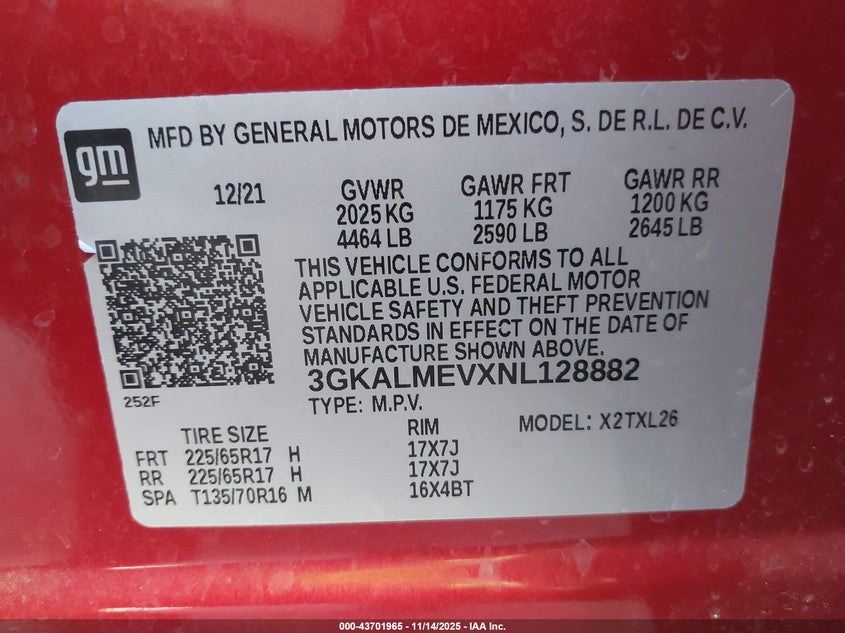 gm
MFD BY GENERAL MOTORS DE MEXICO, S. DE R.L. DE C.V.
12/21 GVWR GAWR FRT GAWR RR
2025 KG 1175 KG 1200 KG
4464 LB 2590 LB 2645 LB
THIS VEHICLE CONFORMS TO ALL
APPLICABLE U.S. FEDERAL MOTOR
VEHICLE SAFETY AND THEFT PREVENTION
STANDARDS IN EFFECT ON THE DATE OF
MANUFACTURE SHOWN ABOVE.
3GKALMEVXNL128882
252F
TYPE: M.P.V. MODEL: X2TXL26
TIRE SIZE RIM
FRT 225/65R17 H 17X7J
RR 225/65R17 H 17X7J
SPA T135/70R16 M 16X4BT
000-43701965 - 11/14/2025 - IAA Inc.